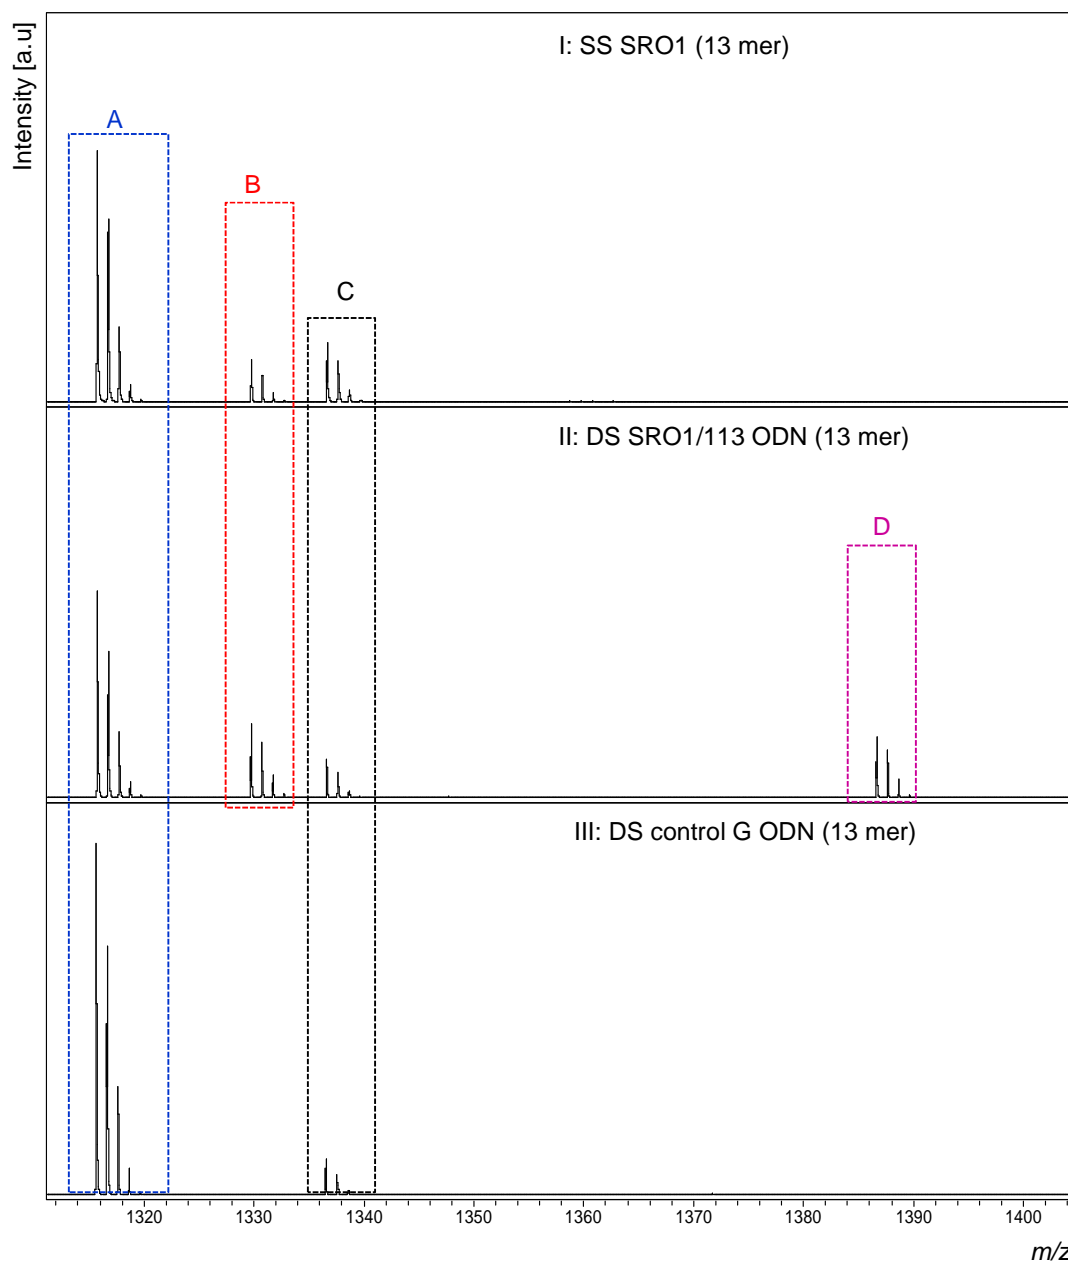 Intensity [a.u]
I: SS SRO1 (13 mer)
A
B
C
II: DS SRO1/113 ODN (13 mer)
D
III: DS control G ODN (13 mer)
1320 1330 1340 1350 1360 1370 1380 1390 1400
m/z